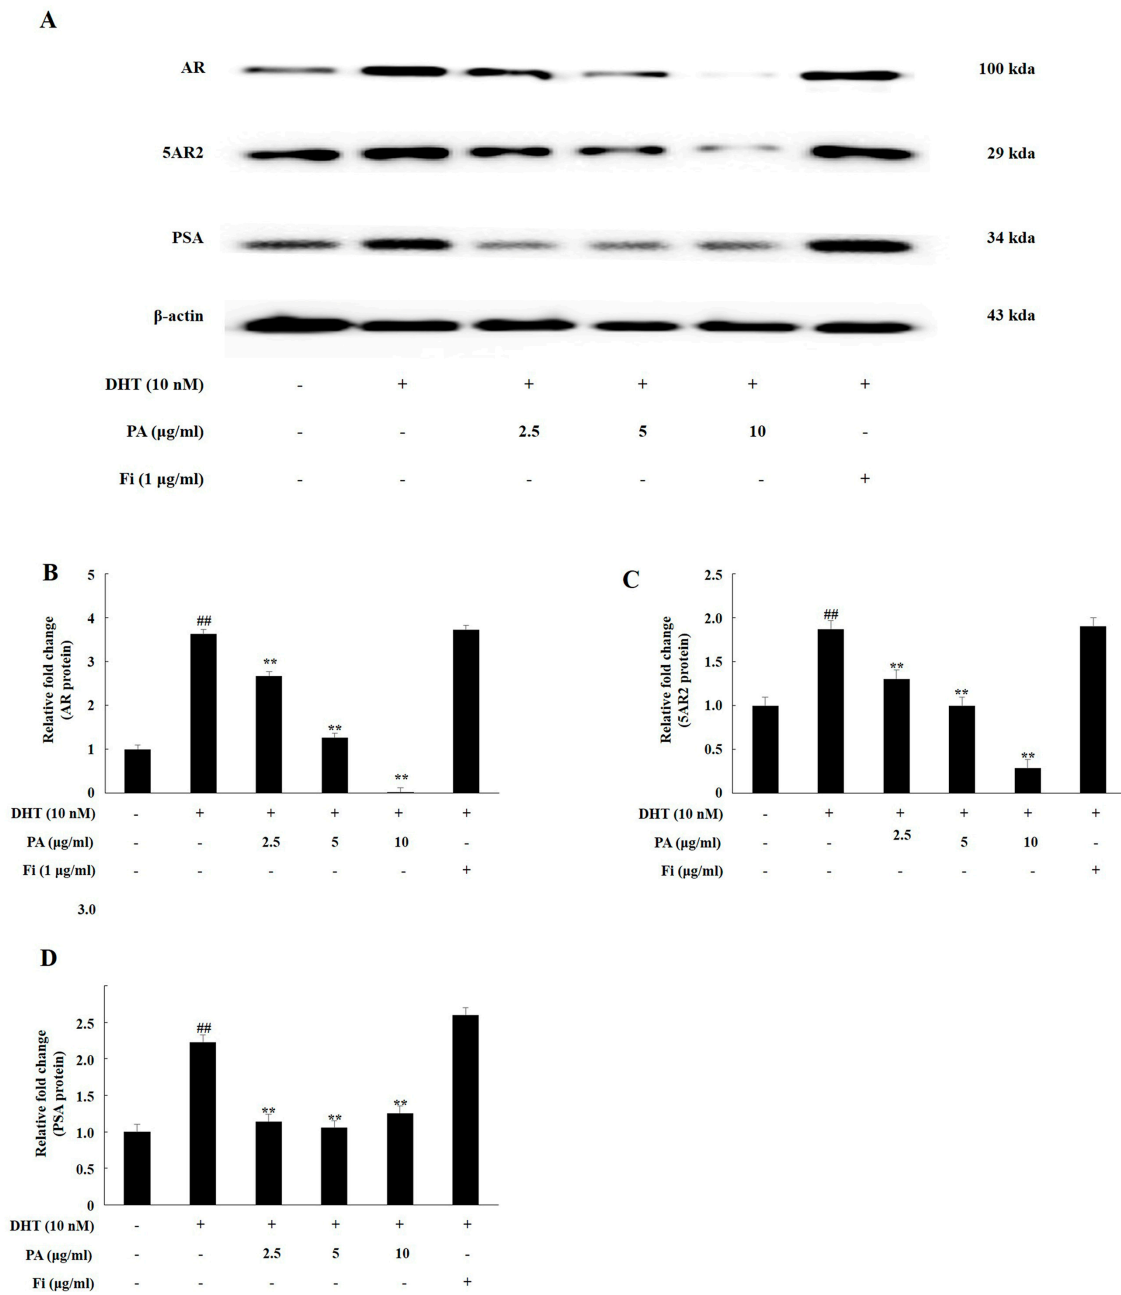 A
AR 100 kda
5AR2 29 kda
PSA 34 kda
β-actin 43 kda
DHT (10 nM) - + + + + +
PA (µg/ml) - - 2.5 5 10 -
Fi (1 µg/ml) - - - - - +
B
Relative fold change
(AR protein)
5
4
3
2
1
0
##
**
**
**
DHT (10 nM) - + + + + +
PA (µg/ml) - - 2.5 5 10 -
Fi (1 µg/ml) - - - - - +
C
Relative fold change
(5AR2 protein)
2.5
2.0
1.5
1.0
0.5
0
##
**
**
**
DHT (10 nM) - + + + + +
PA (µg/ml) - - 2.5 5 10 -
Fi (µg/ml) - - - - - +
3.0
D
Relative fold change
(PSA protein)
2.5
2.0
1.5
1.0
0.5
0
##
**
**
**
DHT (10 nM) - + + + + +
PA (µg/ml) - - 2.5 5 10 -
Fi (µg/ml) - - - - - +